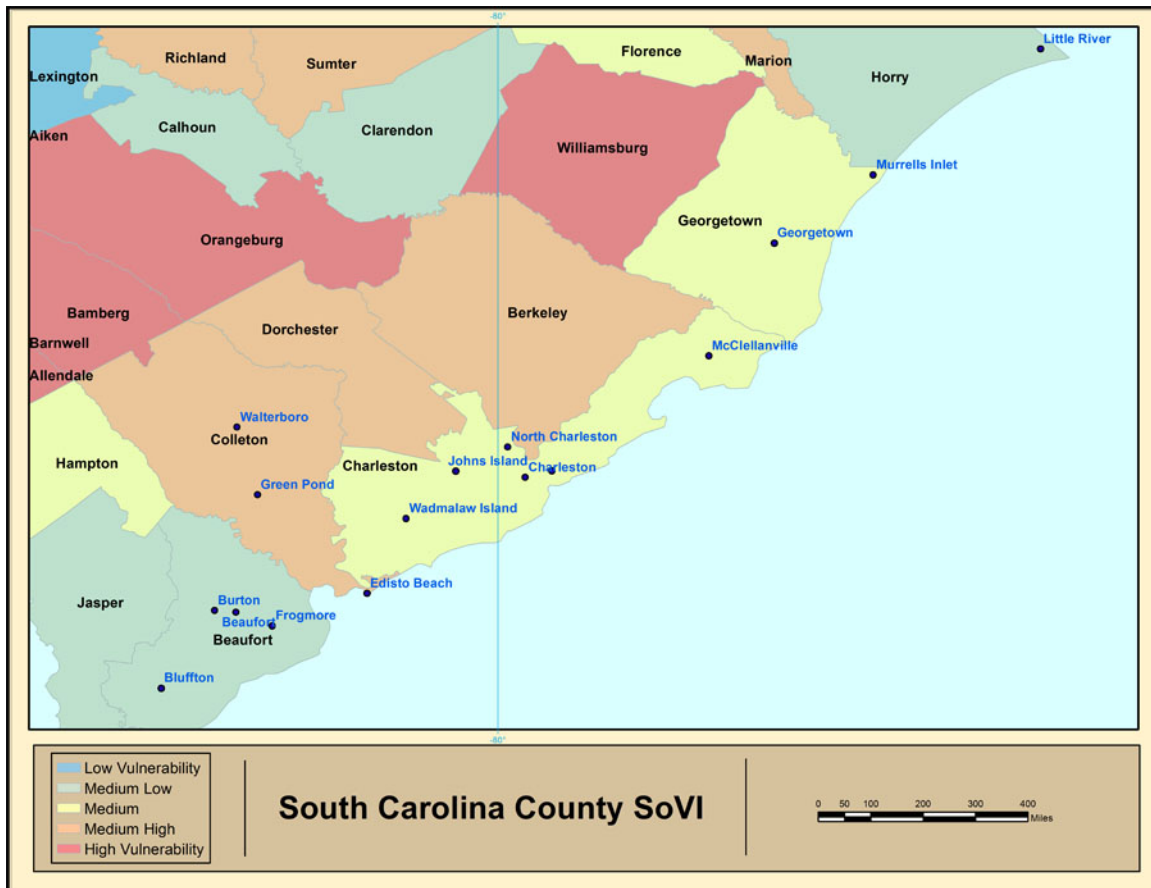 -80°
Little River
Florence
Richland
Sumter
Marion
Lexington
Horry
Calhoun
Clarendon
Aiken
Williamsburg
Murrells Inlet
Georgetown
Georgetown
Orangeburg
Bamberg
Berkeley
Dorchester
Barnwell
McClellanville
Allendale
Walterboro
Colleton
North Charleston
Hampton
Charleston
Johns Island
Charleston
Green Pond
Wadmalaw Island
Edisto Beach
Jasper
Burton
Beaufort
Frogmore
Beaufort
Bluffton
-80°
Low Vulnerability
Medium Low
Medium
Medium High
High Vulnerability
South Carolina County SoVI
0 50 100 200 300 400
Miles